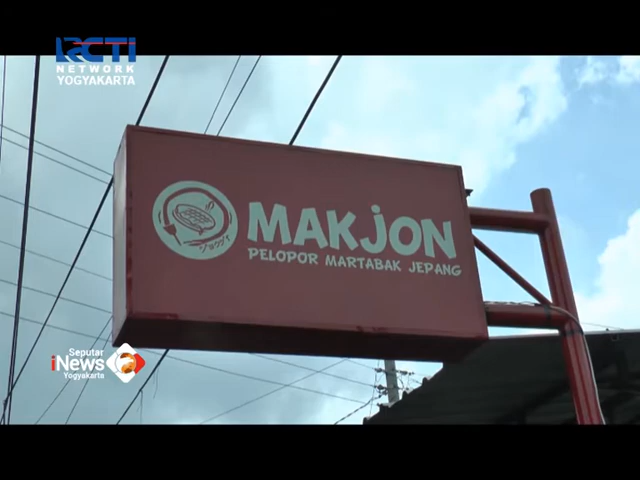 RCTI
NETWORK
YOGYAKARTA
MAKJON
PELOPOR MARTABAK JEPANG
Seputar
iNews
Yogyakarta